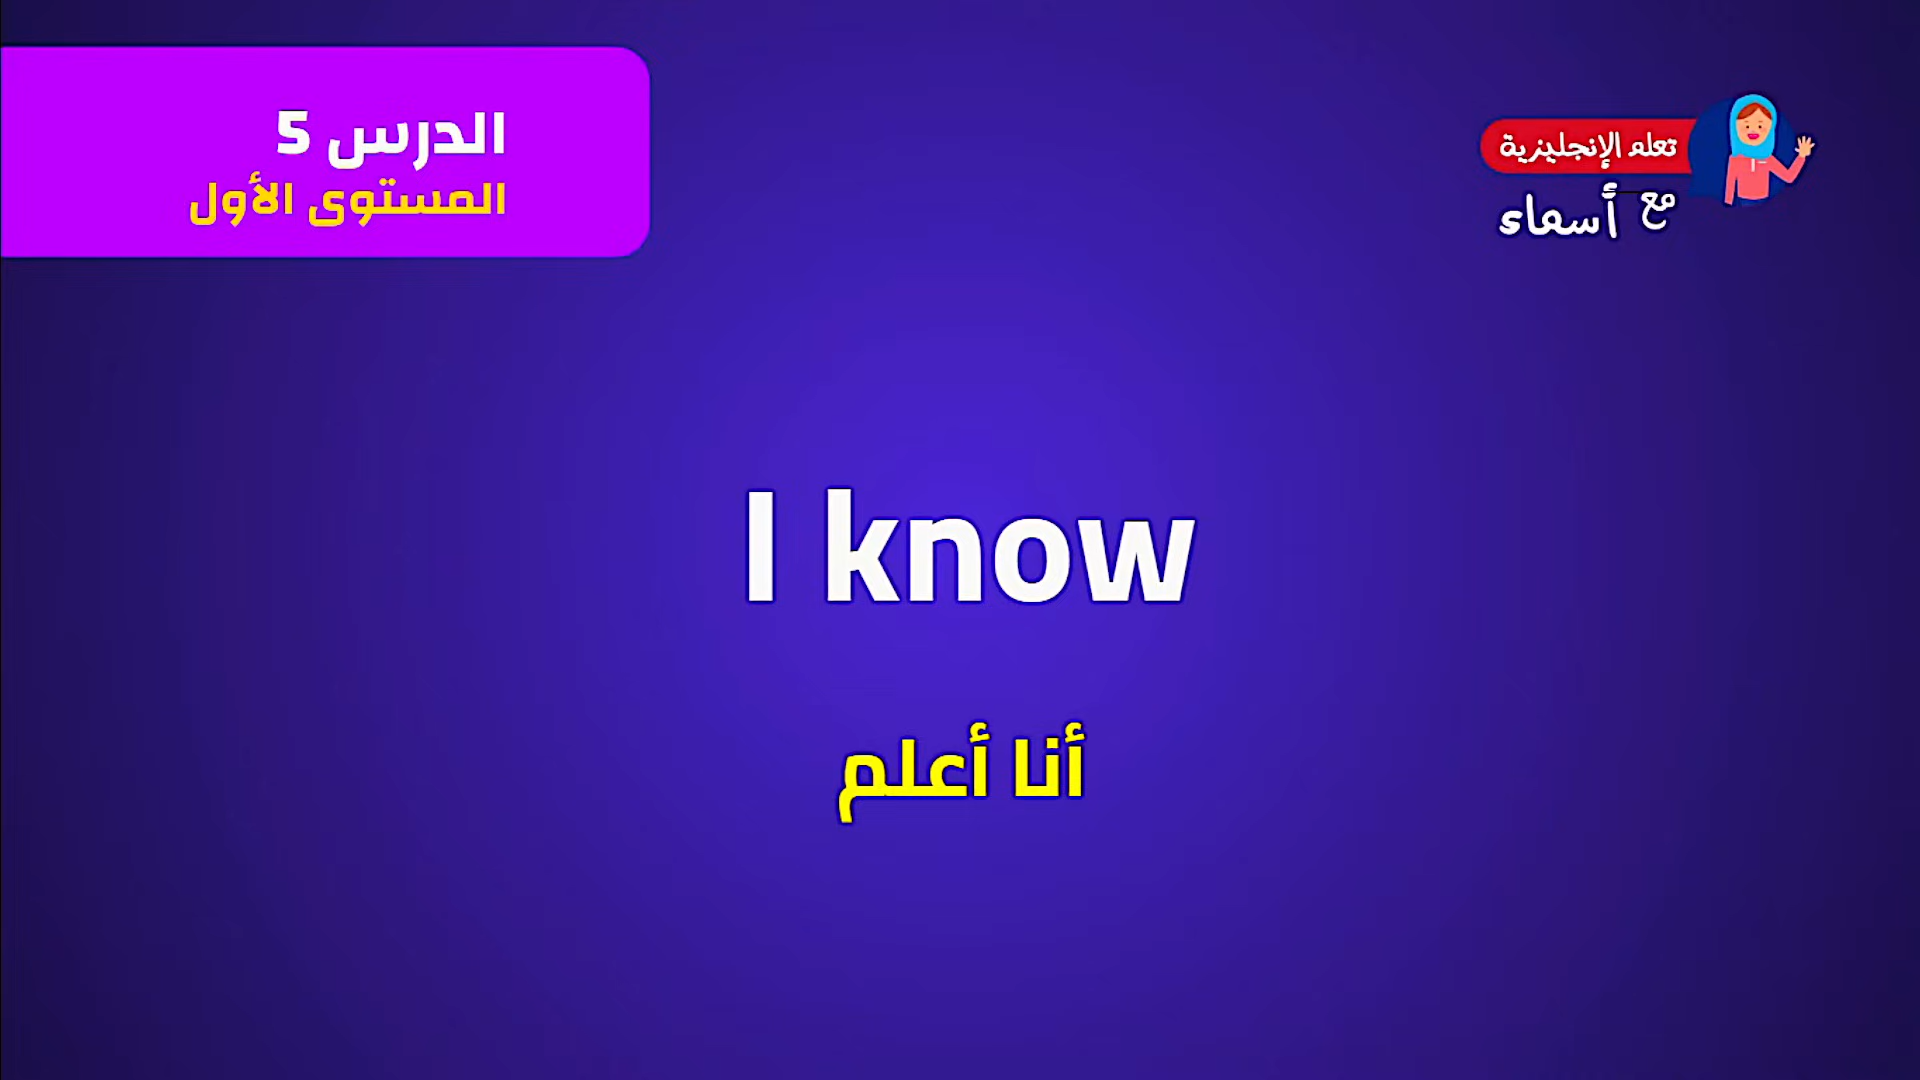 الدرس 5
المستوى الأول
تعلم الإنجليزية
مع أسماء
I know
أنا أعلم